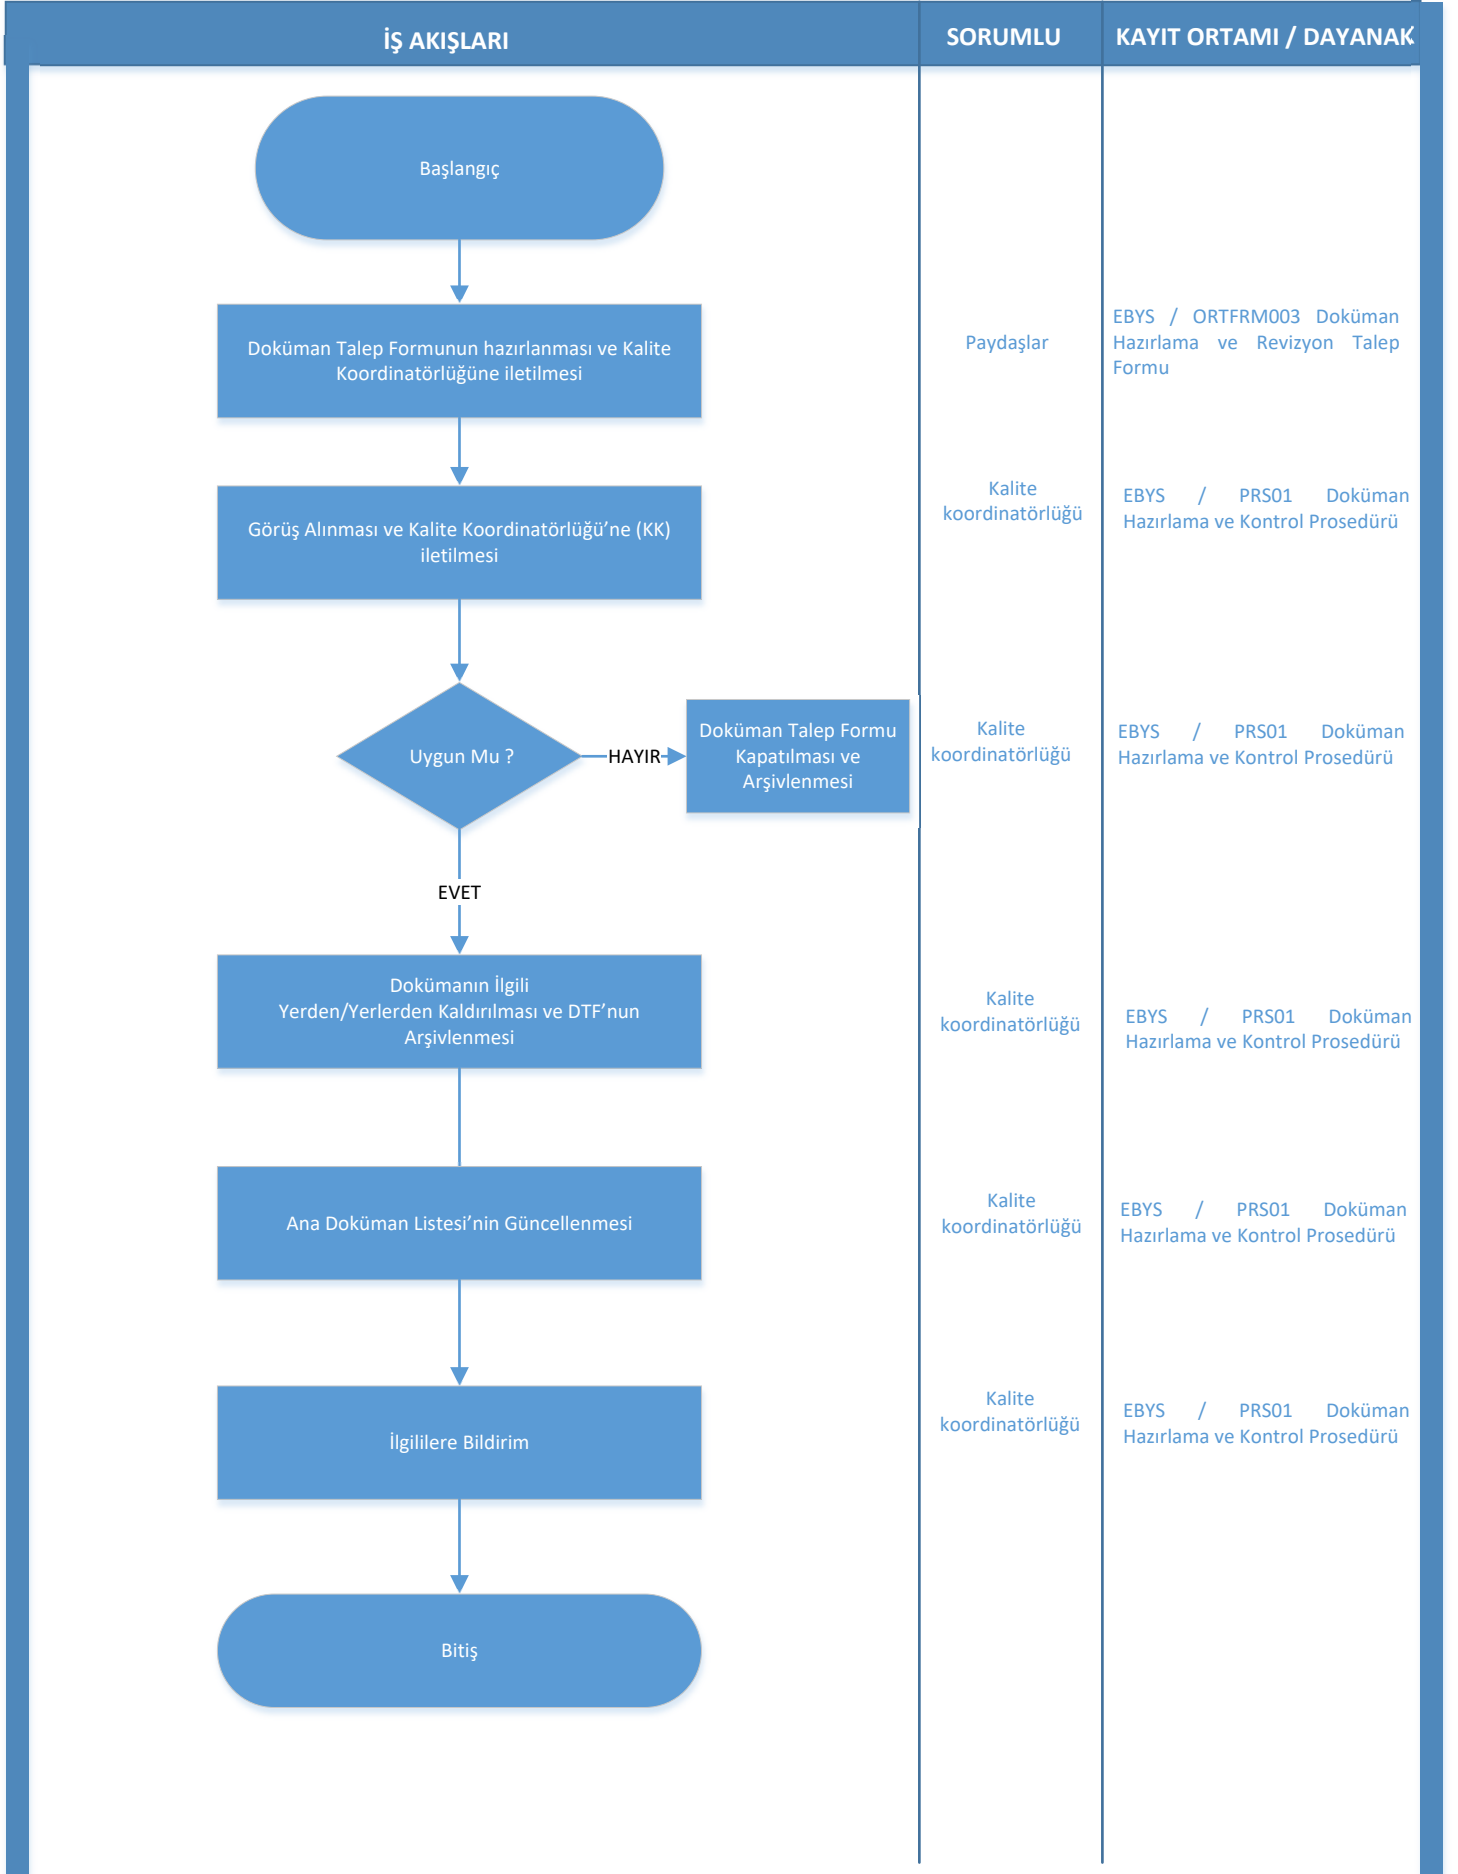 İŞ AKIŞLARI
SORUMLU
KAYIT ORTAMI / DAYANAK
Başlangıç
Doküman Talep Formunun hazırlanması ve Kalite
Koordinatörlüğüne iletilmesi
Paydaşlar
EBYS / ORTFRM003 Doküman
Hazırlama ve Revizyon Talep
Formu
Görüş Alınması ve Kalite Koordinatörlüğü’ne (KK)
iletilmesi
Kalite
koordinatörlüğü
EBYS / PRS01 Doküman
Hazırlama ve Kontrol Prosedürü
Uygun Mu ?
HAYIR
Doküman Talep Formu
Kapatılması ve
Arşivlenmesi
Kalite
koordinatörlüğü
EBYS / PRS01 Doküman
Hazırlama ve Kontrol Prosedürü
EVET
Dokümanın İlgili
Yerden/Yerlerden Kaldırılması ve DTF’nun
Arşivlenmesi
Kalite
koordinatörlüğü
EBYS / PRS01 Doküman
Hazırlama ve Kontrol Prosedürü
Ana Doküman Listesi’nin Güncellenmesi
Kalite
koordinatörlüğü
EBYS / PRS01 Doküman
Hazırlama ve Kontrol Prosedürü
İlgililere Bildirim
Kalite
koordinatörlüğü
EBYS / PRS01 Doküman
Hazırlama ve Kontrol Prosedürü
Bitiş